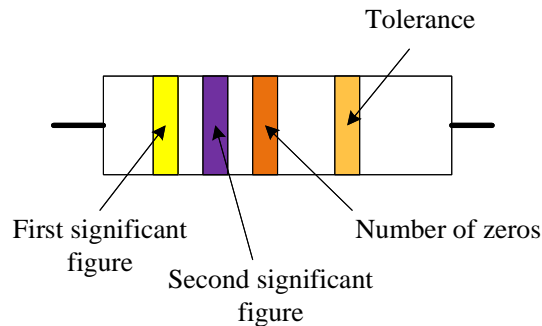 Tolerance
First significant
figure
Second significant
figure
Number of zeros